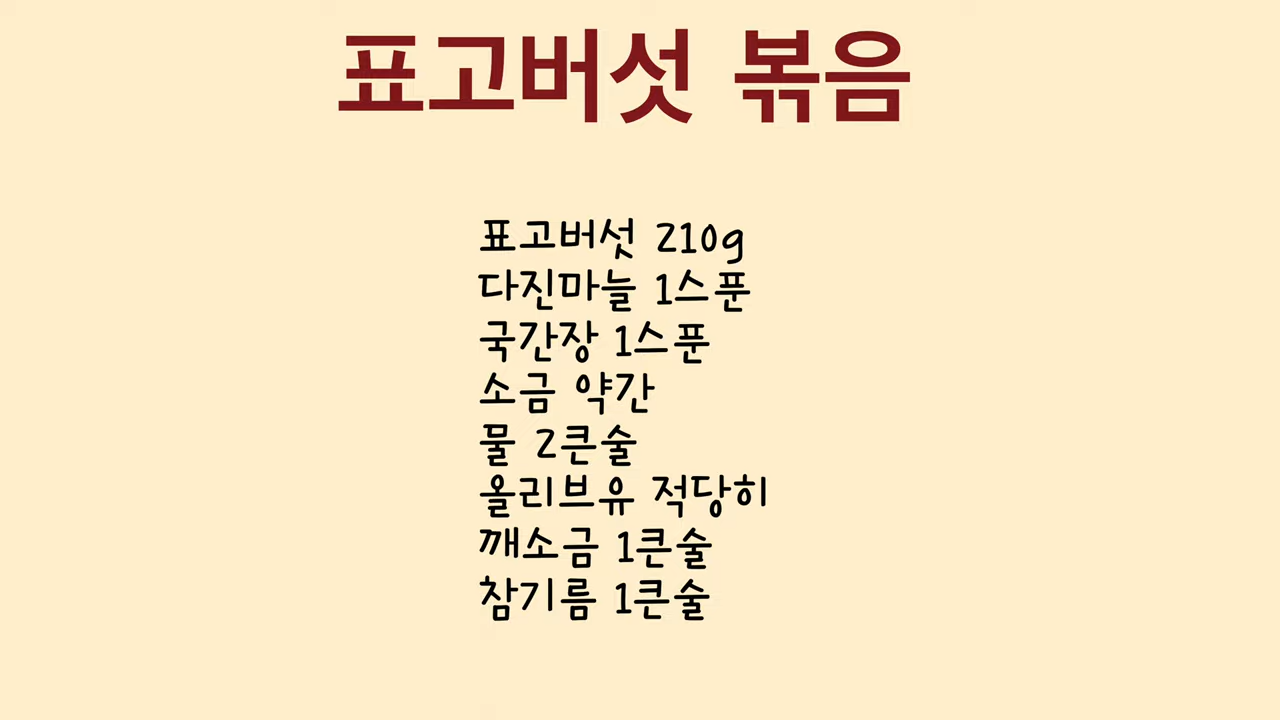 표고버섯 볶음
표고버섯 210g
다진마늘 1스푼
국간장 1스푼
소금 약간
물 2큰술
올리브유 적당히
깨소금 1큰술
참기름 1큰술